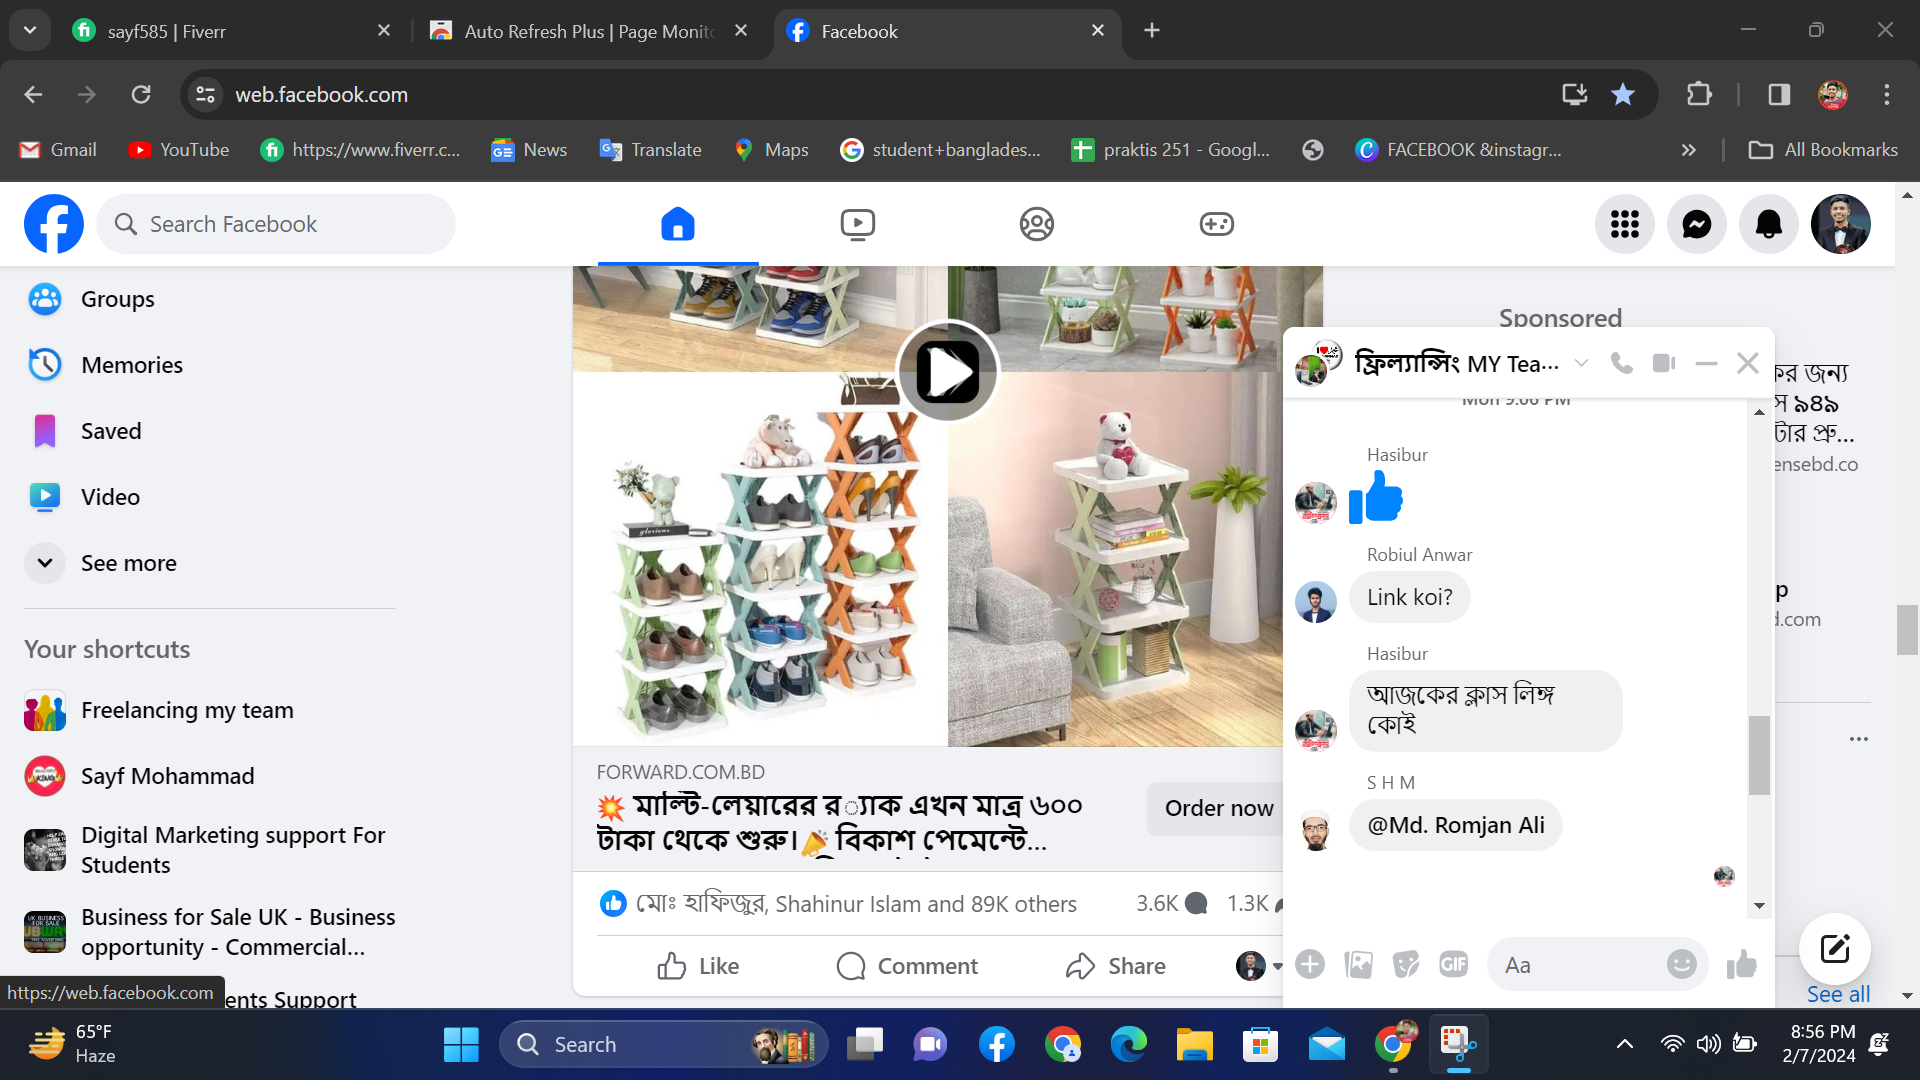 sayf585 | Fiverr
Auto Refresh Plus | Page Monit
Facebook
web.facebook.com
Gmail
YouTube
https://www.fiverr.c...
News
Translate
Maps
student+banglades...
praktis 251 - Googl...
FACEBOOK &instagr...
All Bookmarks
Search Facebook
Groups
Memories
Saved
Video
See more
Your shortcuts
Freelancing my team
Sayf Mohammad
Digital Marketing support For
Students
Business for Sale UK - Business
opportunity - Commercial...
ents Support
https://web.facebook.com
glorious
FORWARD.COM.BD
💥 মাল্টি-লেয়ারের র‍্যাক এখন মাত্র ৬০০
টাকা থেকে শুরু।📣 বিকাশ পেমেন্টে...
Order now
মোঃ হাফিজুর, Shahinur Islam and 89K others
3.6K
1.3K
Like
Comment
Share
Sponsored
কর জন্য
স ৯৪৯
টার প্রু...
ensebd.co
p
d.com
See all
ফ্রিল্যান্সিং MY Tea...
Mon 9:06 PM
Hasibur
Robiul Anwar
Link koi?
Hasibur
আজকের ক্লাস লিঙ্গ
কোই
S H M
@Md. Romjan Ali
GIF
Aa
65°F
Haze
Search
8:56 PM
2/7/2024